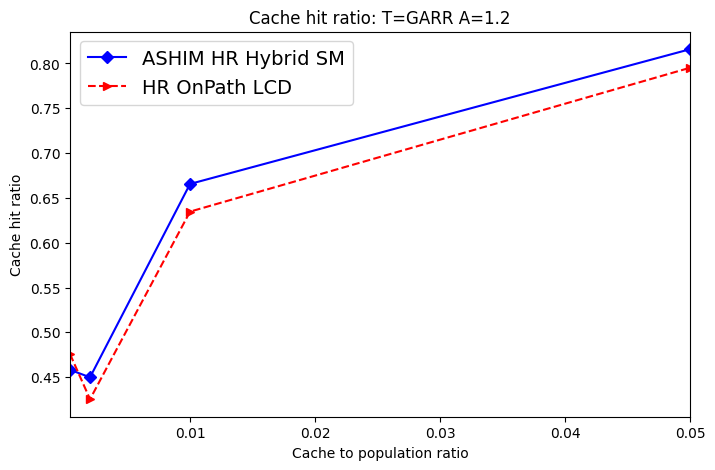 Cache hit ratio: T=GARR A=1.2
ASHIM HR Hybrid SM
HR OnPath LCD
Cache hit ratio
0.80
0.75
0.70
0.65
0.60
0.55
0.50
0.45
0.01
0.02
0.03
0.04
0.05
Cache to population ratio